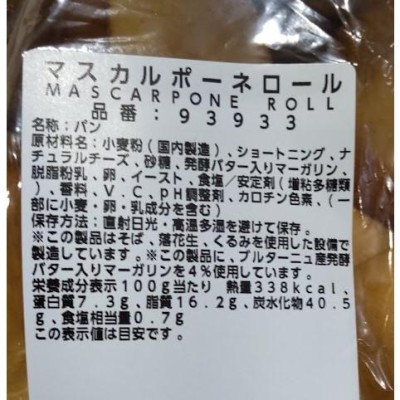 マスカルポーネロール
MASCARPONE ROLL
品番:93933
名称:パン
原材料名:小麦粉(国内製造)、ショートニング、ナ
チュラルチーズ、砂糖、発酵バター入りマーガリン、
脱脂粉乳、卵、イースト、食塩/安定剤(増粘多糖類
)、香料、V.C、pH調整剤、カロチン色素、(一
部に小麦・卵・乳成分を含む)
保存方法:直射日光・高温多湿を避けて保存。
※この製品はそば、落花生、くるみを使用した設備で
製造しています。※この製品に、ブルターニュ産発酵
バター入りマーガリンを4%使用しています。
栄養成分表示100g当たり 熱量338kcal、
蛋白質7.3g、脂質16.2g、炭水化物40.5
g、食塩相当量0.7g
この表示値は目安です。